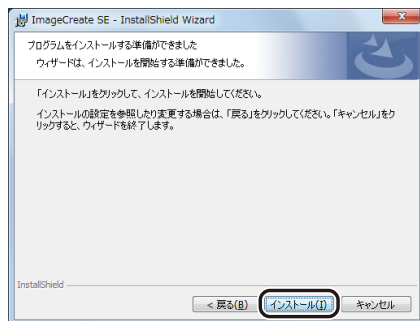 ImageCreate SE - InstallShield Wizard
プログラムをインストールする準備ができました
ウィザードは、インストールを開始する準備ができました。
「インストール」をクリックして、インストールを開始してください。
インストールの設定を参照したり変更する場合は、「戻る」をクリックしてください。「キャンセル」をク
リックすると、ウィザードを終了します。
InstallShield
< 戻る(B) インストール(I) キャンセル